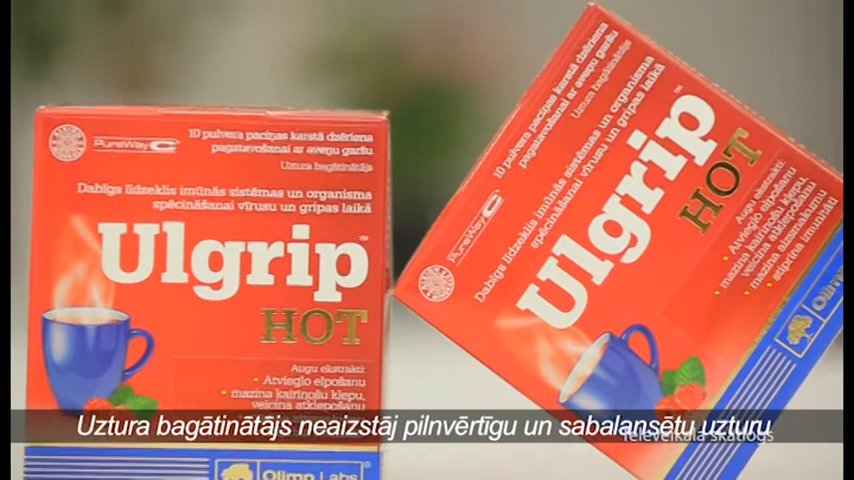 PureWay C
10 pulvera paciņas karstā dzēriena
pagatavošanai ar aveņu garšu
Uztura bagātinātājs
Dabīgs līdzeklis imūnās sistēmas un organisma
spēcināšanai vīrusu un gripas laikā
Ulgrip™
HOT
Augu ekstrakti:
• Atvieglo elpošanu
• mazina kairinošu klepu,
veicina atklepošanu
Olimp Labs
PureWay C
10 pulvera paciņas karstā dzēriena
pagatavošanai ar aveņu garšu
Uztura bagātinātājs
Dabīgs līdzeklis imūnās sistēmas un organisma
spēcināšanai vīrusu un gripas laikā
Ulgrip™
HOT
Augu ekstrakti:
• Atvieglo elpošanu
• mazina kairinošu klepu,
veicina atklepošanu
• mazina aizsmakumu
• stiprina imunitāti
Olimp
Uztura bagātinātājs neaizstāj pilnvērtīgu un sabalansētu uzturu
Televeikala skatlogs